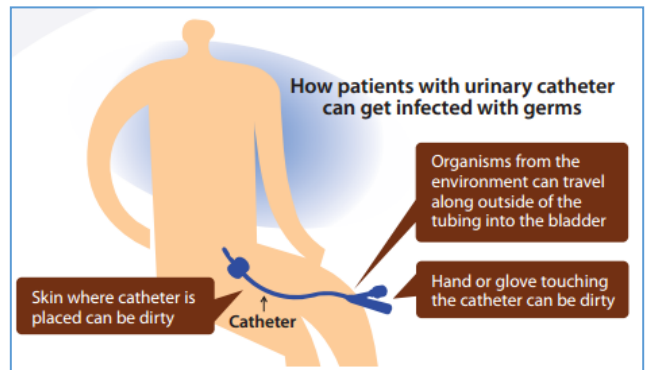 How patients with urinary catheter
can get infected with germs
Organisms from the
environment can travel
along outside of the
tubing into the bladder
Hand or glove touching
the catheter can be dirty
Skin where catheter is
placed can be dirty
Catheter